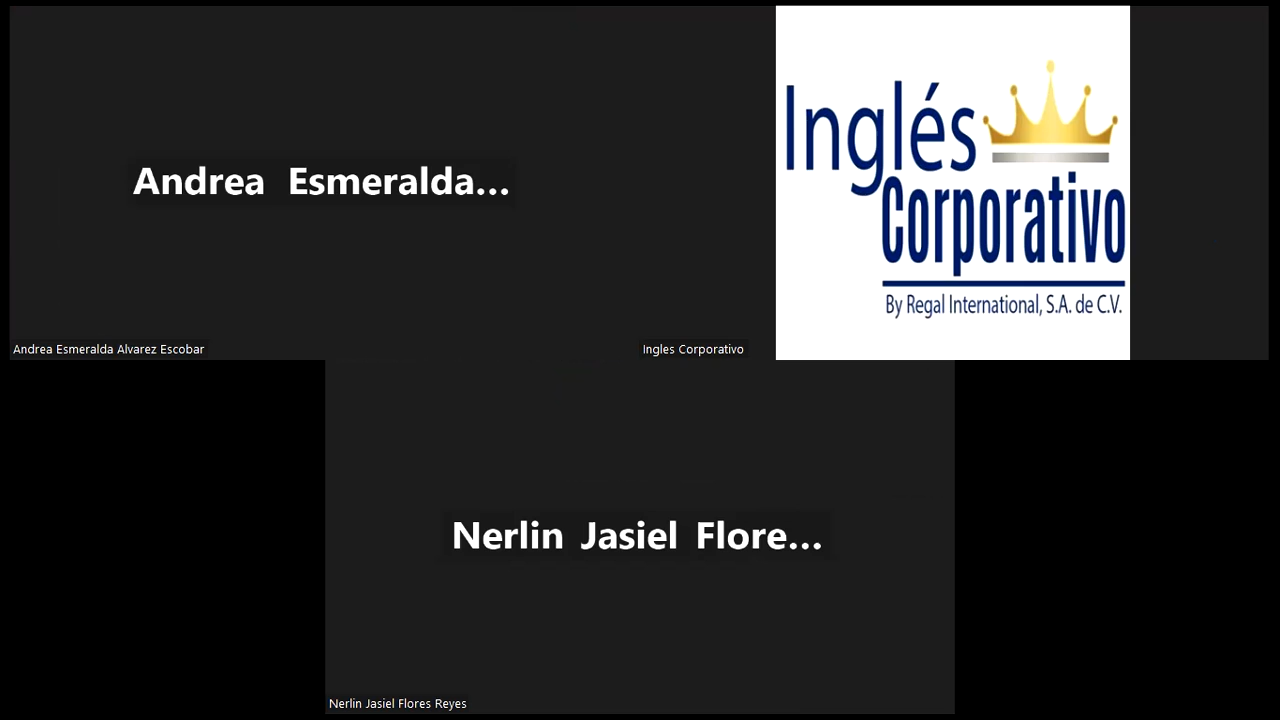 Andrea Esmeralda...
Andrea Esmeralda Alvarez Escobar
Inglés
Corporativo
By Regal International, S.A. de C.V.
Ingles Corporativo
Nerlin Jasiel Flore...
Nerlin Jasiel Flores Reyes